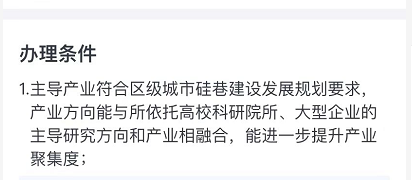 办理条件
1.主导产业符合区级城市硅巷建设发展规划要求，
产业方向能与所依托高校科研院所、大型企业的
主导研究方向和产业相融合，能进一步提升产业
聚集度；